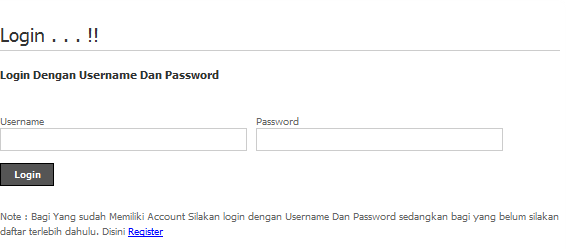 Login . . . !!
Login Dengan Username Dan Password
Username Password
Login
Note : Bagi Yang sudah Memiliki Account Silakan login dengan Username Dan Password sedangkan bagi yang belum silakan
daftar terlebih dahulu. Disini Register